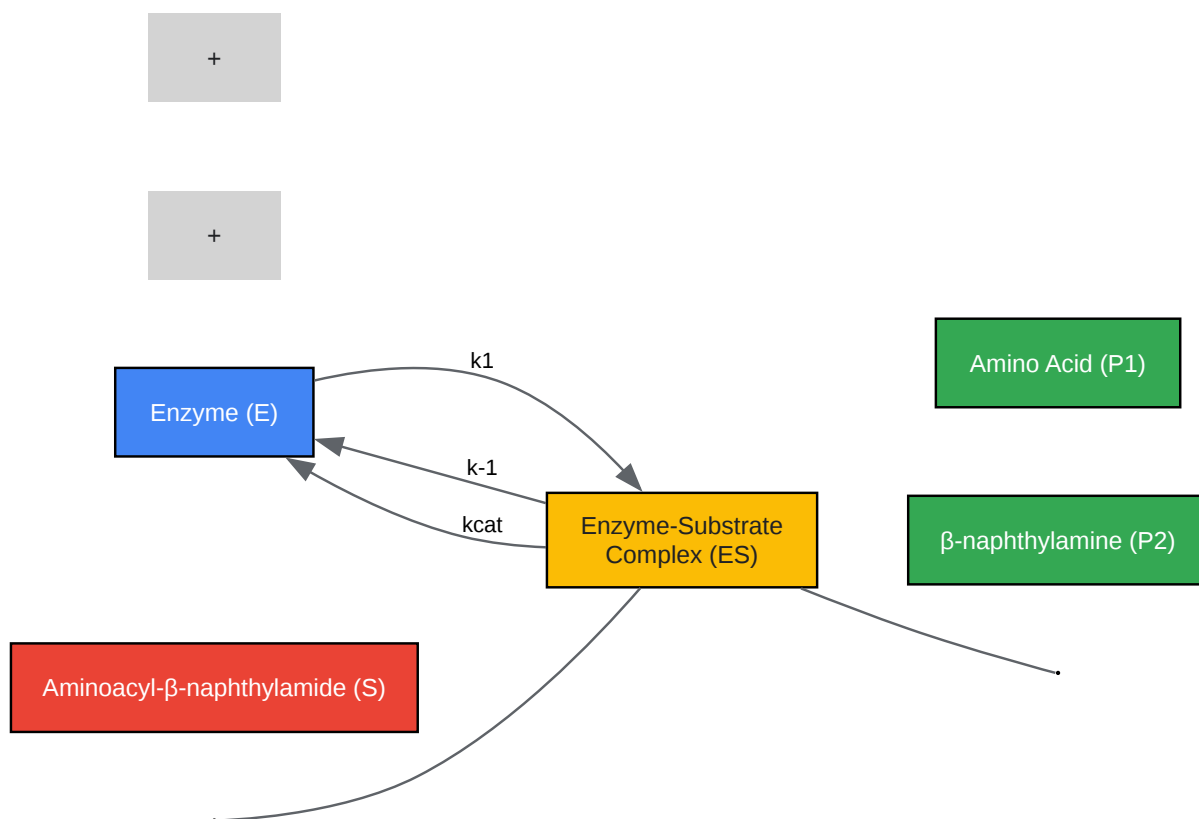 +
+
Amino Acid (P1)
k1
Enzyme (E)
k-1
kcat
Enzyme-Substrate
Complex (ES)
β-naphthylamine (P2)
Aminoacyl-β-naphthylamide (S)